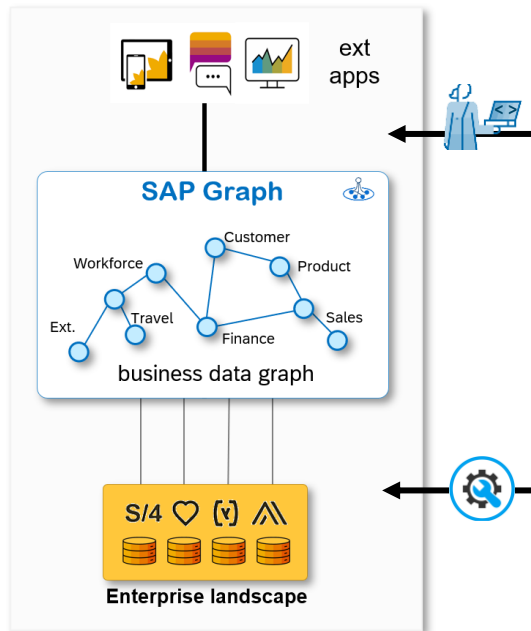 ext
apps
< >
SAP Graph
Customer
Workforce
Product
Ext.
Travel
Sales
Finance
business data graph
S/4
Enterprise landscape